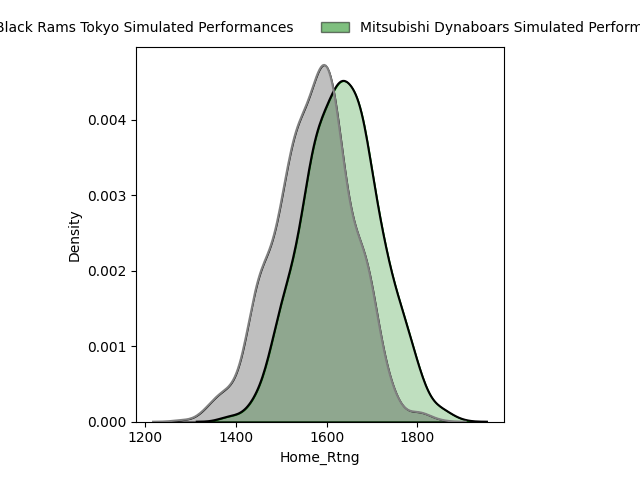 Black Rams Tokyo Simulated Performances Mitsubishi Dynaboars Simulated
0.004
0.003
0.002
0.001
0.000
Density
1200 1400 1600 1800
Home_Rtng